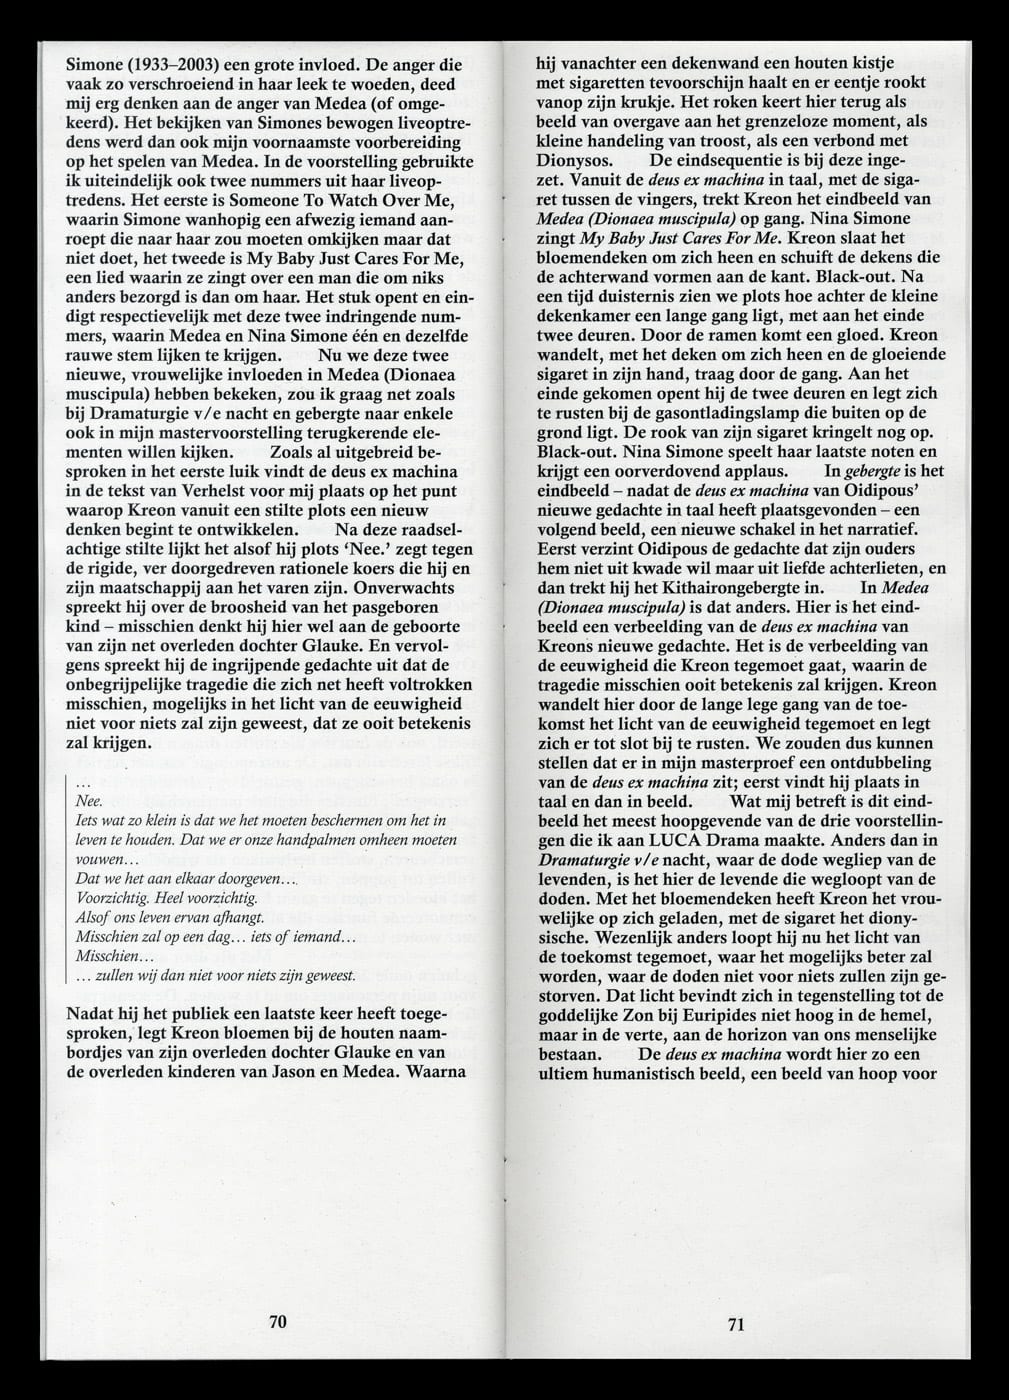 Simone (1933–2003) een grote invloed. De anger die
vaak zo verschroeiend in haar leek te woeden, deed
mij erg denken aan de anger van Medea (of omge-
keerd). Het bekijken van Simones bewogen liveoptre-
dens werd dan ook mijn voornaamste voorbereiding
op het spelen van Medea. In de voorstelling gebruikte
ik uiteindelijk ook twee nummers uit haar liveop-
tredens. Het eerste is Someone To Watch Over Me,
waarin Simone wanhopig een afwezig iemand aan-
roept die naar haar zou moeten omkijken maar dat
niet doet, het tweede is My Baby Just Cares For Me,
een lied waarin ze zingt over een man die om niks
anders bezorgd is dan om haar. Het stuk opent en ein-
digt respectievelijk met deze twee indringende num-
mers, waarin Medea en Nina Simone één en dezelfde
rauwe stem lijken te krijgen. Nu we deze twee
nieuwe, vrouwelijke invloeden in Medea (Dionaea
muscipula) hebben bekeken, zou ik graag net zoals
bij Dramaturgie v/e nacht en gebergte naar enkele
ook in mijn mastervoorstelling terugkerende ele-
menten willen kijken. Zoals al uitgebreid be-
sproken in het eerste luik vindt de deus ex machina
in de tekst van Verhelst voor mij plaats op het punt
waarop Kreon vanuit een stilte plots een nieuw
denken begint te ontwikkelen. Na deze raadsel-
achtige stilte lijkt het alsof hij plots ‘Nee.’ zegt tegen
de rigide, ver doorgedreven rationele koers die hij en
zijn maatschappij aan het varen zijn. Onverwachts
spreekt hij over de broosheid van het pasgeboren
kind – misschien denkt hij hier wel aan de geboorte
van zijn net overleden dochter Glauke. En vervol-
gens spreekt hij de ingrijpende gedachte uit dat de
onbegrijpelijke tragedie die zich net heeft voltrokken
misschien, mogelijks in het licht van de eeuwigheid
niet voor niets zal zijn geweest, dat ze ooit betekenis
zal krijgen.
…
Nee.
Iets wat zo klein is dat we het moeten beschermen om het in
leven te houden. Dat we er onze handpalmen omheen moeten
vouwen…
Dat we het aan elkaar doorgeven…
Voorzichtig. Heel voorzichtig.
Alsof ons leven ervan afhangt.
Misschien zal op een dag… iets of iemand…
Misschien…
… zullen wij dan niet voor niets zijn geweest.
Nadat hij het publiek een laatste keer heeft toege-
sproken, legt Kreon bloemen bij de houten naam-
bordjes van zijn overleden dochter Glauke en van
de overleden kinderen van Jason en Medea. Waarna
70
hij vanachter een dekenwand een houten kistje
met sigaretten tevoorschijn haalt en er eentje rookt
vanop zijn krukje. Het roken keert hier terug als
beeld van overgave aan het grenzeloze moment, als
kleine handeling van troost, als een verbond met
Dionysos. De eindsequentie is bij deze inge-
zet. Vanuit de deus ex machina in taal, met de siga-
ret tussen de vingers, trekt Kreon het eindbeeld van
Medea (Dionaea muscipula) op gang. Nina Simone
zingt My Baby Just Cares For Me. Kreon slaat het
bloemendeken om zich heen en schuift de dekens die
de achterwand vormen aan de kant. Black-out. Na
een tijd duisternis zien we plots hoe achter de kleine
dekenkamer een lange gang ligt, met aan het einde
twee deuren. Door de ramen komt een gloed. Kreon
wandelt, met het deken om zich heen en de gloeiende
sigaret in zijn hand, traag door de gang. Aan het
einde gekomen opent hij de twee deuren en legt zich
te rusten bij de gasontladingslamp die buiten op de
grond ligt. De rook van zijn sigaret kringelt nog op.
Black-out. Nina Simone speelt haar laatste noten en
krijgt een oorverdovend applaus. In gebergte is het
eindbeeld – nadat de deus ex machina van Oidipous’
nieuwe gedachte in taal heeft plaatsgevonden – een
volgend beeld, een nieuwe schakel in het narratief.
Eerst verzint Oidipous de gedachte dat zijn ouders
hem niet uit kwade wil maar uit liefde achterlieten, en
dan trekt hij het Kithairongebergte in. In Medea
(Dionaea muscipula) is dat anders. Hier is het eind-
beeld een verbeelding van de deus ex machina van
Kreons nieuwe gedachte. Het is de verbeelding van
de eeuwigheid die Kreon tegemoet gaat, waarin de
tragedie misschien ooit betekenis zal krijgen. Kreon
wandelt hier door de lange lege gang van de toe-
komst het licht van de eeuwigheid tegemoet en legt
zich er tot slot bij te rusten. We zouden dus kunnen
stellen dat er in mijn masterproef een ontdubbeling
van de deus ex machina zit; eerst vindt hij plaats in
taal en dan in beeld. Wat mij betreft is dit eind-
beeld het meest hoopgevende van de drie voorstellin-
gen die ik aan LUCA Drama maakte. Anders dan in
Dramaturgie v/e nacht, waar de dode wegliep van de
levenden, is het hier de levende die wegloopt van de
doden. Met het bloemendeken heeft Kreon het vrou-
welijke op zich geladen, met de sigaret het diony-
sische. Wezenlijk anders loopt hij nu het licht van
de toekomst tegemoet, waar het mogelijks beter zal
worden, waar de doden niet voor niets zullen zijn ge-
storven. Dat licht bevindt zich in tegenstelling tot de
goddelijke Zon bij Euripides niet hoog in de hemel,
maar in de verte, aan de horizon van ons menselijke
bestaan. De deus ex machina wordt hier zo een
ultiem humanistisch beeld, een beeld van hoop voor
71